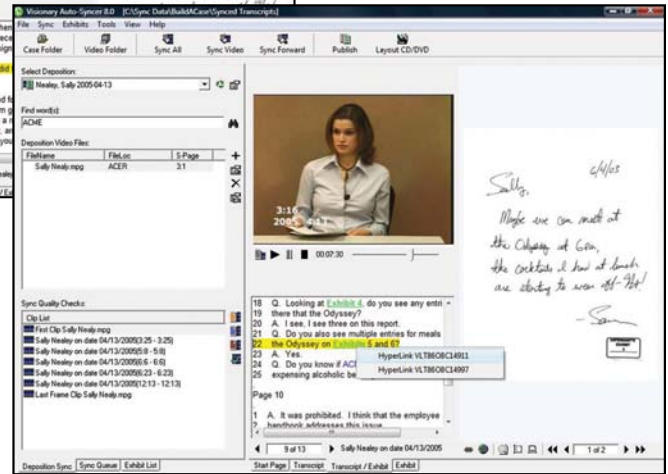 Visionary Auto-Syncer 8.0 [C:\Sync Data\BuildACase\Synced Transcripts]
File Sync Exhibits Tools View Help
Case Folder Video Folder Sync All Sync Video Sync Forward Publish Layout CD/DVD
Select Deposition:
Nealey, Sally 2005-04-13
Find word(s):
ACME
Deposition Video Files:
FileName FileLoc S-Page
Sally Nealy.mpg ACER 3:1
Sync Quality Checks:
Clip List
First Clip Sally Nealy.mpg
Sally Nealey on date 04/13/2005(3:25 - 3:25)
Sally Nealey on date 04/13/2005(5:8 - 5:8)
Sally Nealey on date 04/13/2005(6:6 - 6:6)
Sally Nealey on date 04/13/2005(6:23 - 6:23)
Sally Nealey on date 04/13/2005(12:13 - 12:13)
Last Frame Clip Sally Nealy.mpg
Deposition Sync Sync Queue Exhibit List
3:16
2005. 4.13
00:07:30
18 Q. Looking at Exhibit 4, do you see any entri
19 there that the Odyssey?
20 A. I see, I see three on this report.
21 Q. Do you also see multiple entries for meals
22 the Odyssey on Exhibits 5 and 6?
23 A. Yes.
24 Q. Do you know if ACM
25 expensing alcoholic be
HyperLink VLT86OBC14911
HyperLink VLT86OBC14997
Page 10
1 A. It was prohibited. I think that the employee
2 handbook addresses this issue.
9 of 13 Sally Nealey on date 04/13/2005
Start Page Transcript Transcript / Exhibit Exhibit
6/4/03
Sally,
Maybe we can meet at
the Odyssey at 6pm,
the cocktails I had at lunch
are starting to wear off - Ha!
- Sam
1 of 2